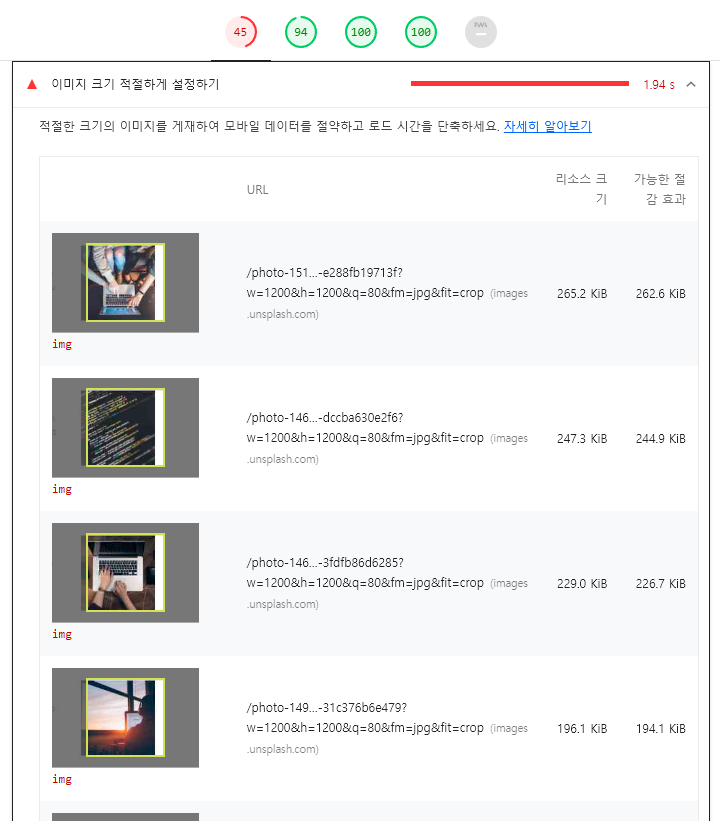 45
94
100
100
PWA
이미지 크기 적절하게 설정하기
1.94 s
적절한 크기의 이미지를 게재하여 모바일 데이터를 절약하고 로드 시간을 단축하세요. 자세히 알아보기
URL
리소스 크
기
가능한 절
감 효과
/photo-151…-e288fb19713f?
w=1200&h=1200&q=80&fm=jpg&fit=crop (images
.unsplash.com)
265.2 KiB
262.6 KiB
img
/photo-146…-dccba630e2f6?
w=1200&h=1200&q=80&fm=jpg&fit=crop (images
.unsplash.com)
247.3 KiB
244.9 KiB
img
/photo-146…-3fdfb86d6285?
w=1200&h=1200&q=80&fm=jpg&fit=crop (images
.unsplash.com)
229.0 KiB
226.7 KiB
img
/photo-149…-31c376b6e479?
w=1200&h=1200&q=80&fm=jpg&fit=crop (images
.unsplash.com)
196.1 KiB
194.1 KiB
img